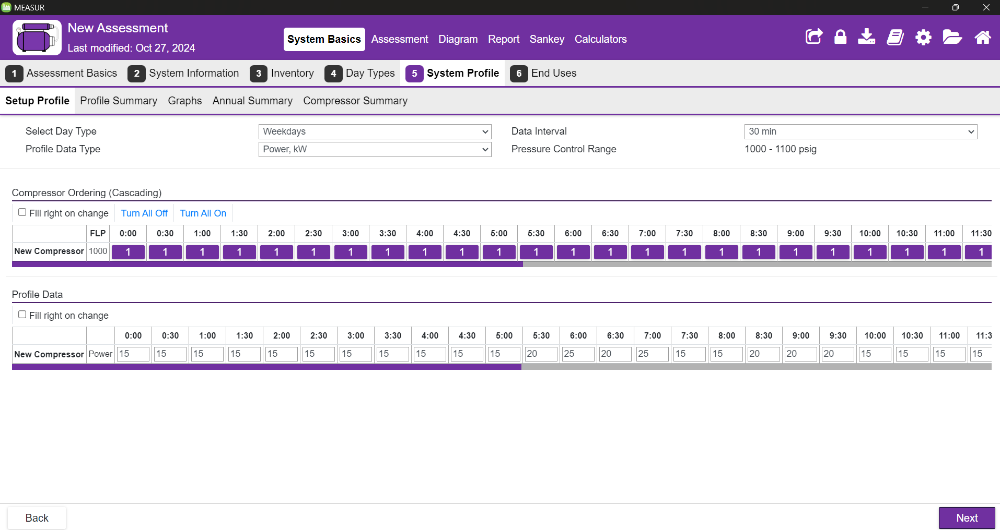 MEASUR
New Assessment
Last modified: Oct 27, 2024
System Basics Assessment Diagram Report Sankey Calculators
1 Assessment Basics 2 System Information 3 Inventory 4 Day Types 5 System Profile 6 End Uses
Setup Profile Profile Summary Graphs Annual Summary Compressor Summary
Select Day Type Weekdays Data Interval 30 min
Profile Data Type Power, kW Pressure Control Range 1000 - 1100 psig
Compressor Ordering (Cascading)
Fill right on change Turn All Off Turn All On
FLP 0:00 0:30 1:00 1:30 2:00 2:30 3:00 3:30 4:00 4:30 5:00 5:30 6:00 6:30 7:00 7:30 8:00 8:30 9:00 9:30 10:00 10:30 11:00 11:30
New Compressor 1000 1 1 1 1 1 1 1 1 1 1 1 1 1 1 1 1 1 1 1 1 1 1 1 1
Profile Data
Fill right on change
0:00 0:30 1:00 1:30 2:00 2:30 3:00 3:30 4:00 4:30 5:00 5:30 6:00 6:30 7:00 7:30 8:00 8:30 9:00 9:30 10:00 10:30 11:00 11:3
New Compressor Power 15 15 15 15 15 15 15 15 15 15 15 20 25 20 25 15 15 20 20 20 15 15 15 15
Back Next